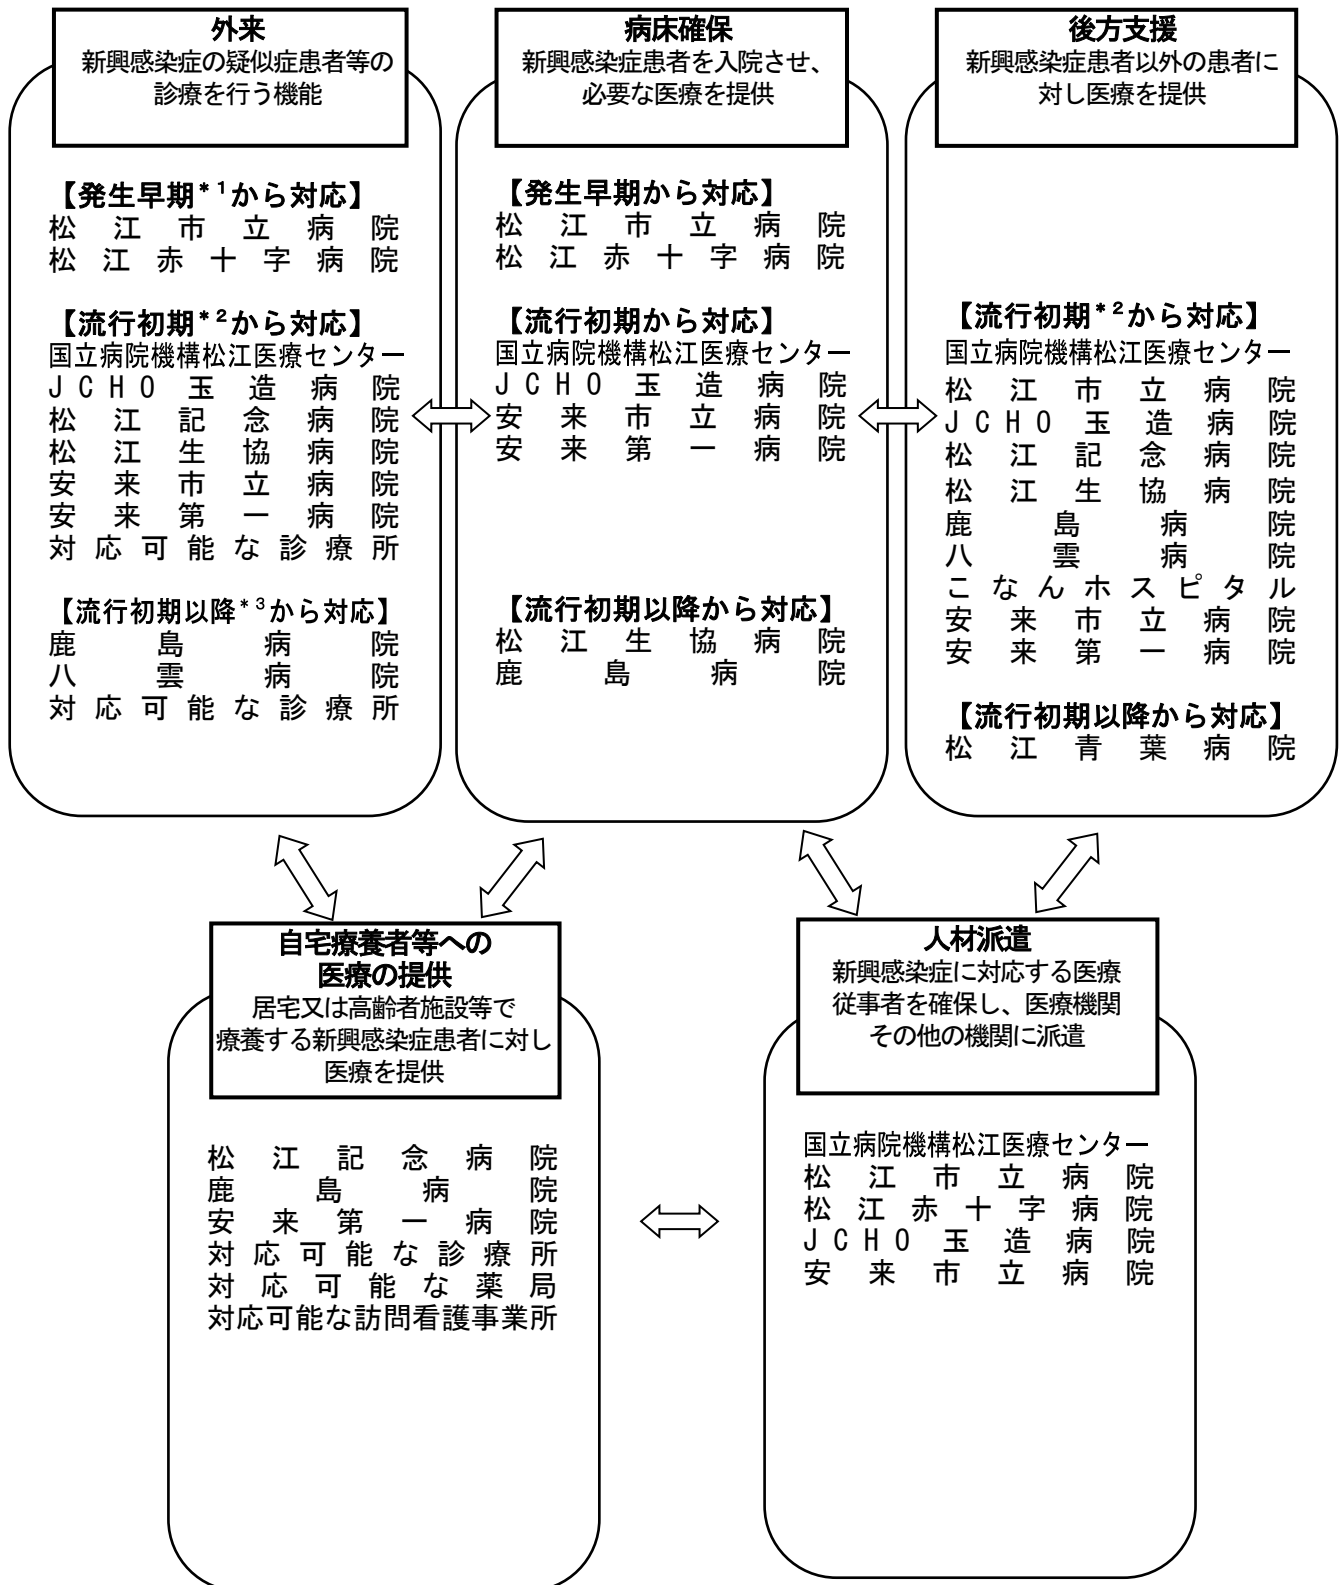 外来
新興感染症の疑似症患者等の
診療を行う機能
【発生早期*1から対応】
松江市立病院
松江赤十字病院
【流行初期*2から対応】
国立病院機構松江医療センター
JCHO玉造病院
松江記念病院
松江生協病院
安来市立病院
安来第一病院
対応可能な診療所
【流行初期以降*3から対応】
鹿島病院
八雲病院
対応可能な診療所
病床確保
新興感染症患者を入院させ、
必要な医療を提供
【発生早期から対応】
松江市立病院
松江赤十字病院
【流行初期から対応】
国立病院機構松江医療センター
JCHO玉造病院
安来市立病院
安来第一病院
【流行初期以降から対応】
松江生協病院
鹿島病院
後方支援
新興感染症患者以外の患者に
対し医療を提供
【流行初期*2から対応】
国立病院機構松江医療センター
松江市立病院
JCHO玉造病院
松江記念病院
松江生協病院
鹿島病院
八雲病院
こなんホスピタル
安来市立病院
安来第一病院
【流行初期以降から対応】
松江青葉病院
自宅療養者等への
医療の提供
居宅又は高齢者施設等で
療養する新興感染症患者に対し
医療を提供
松江記念病院
鹿島病院
安来第一病院
対応可能な診療所
対応可能な薬局
対応可能な訪問看護事業所
人材派遣
新興感染症に対応する医療
従事者を確保し、医療機関
その他の機関に派遣
国立病院機構松江医療センター
松江市立病院
松江赤十字病院
JCHO玉造病院
安来市立病院